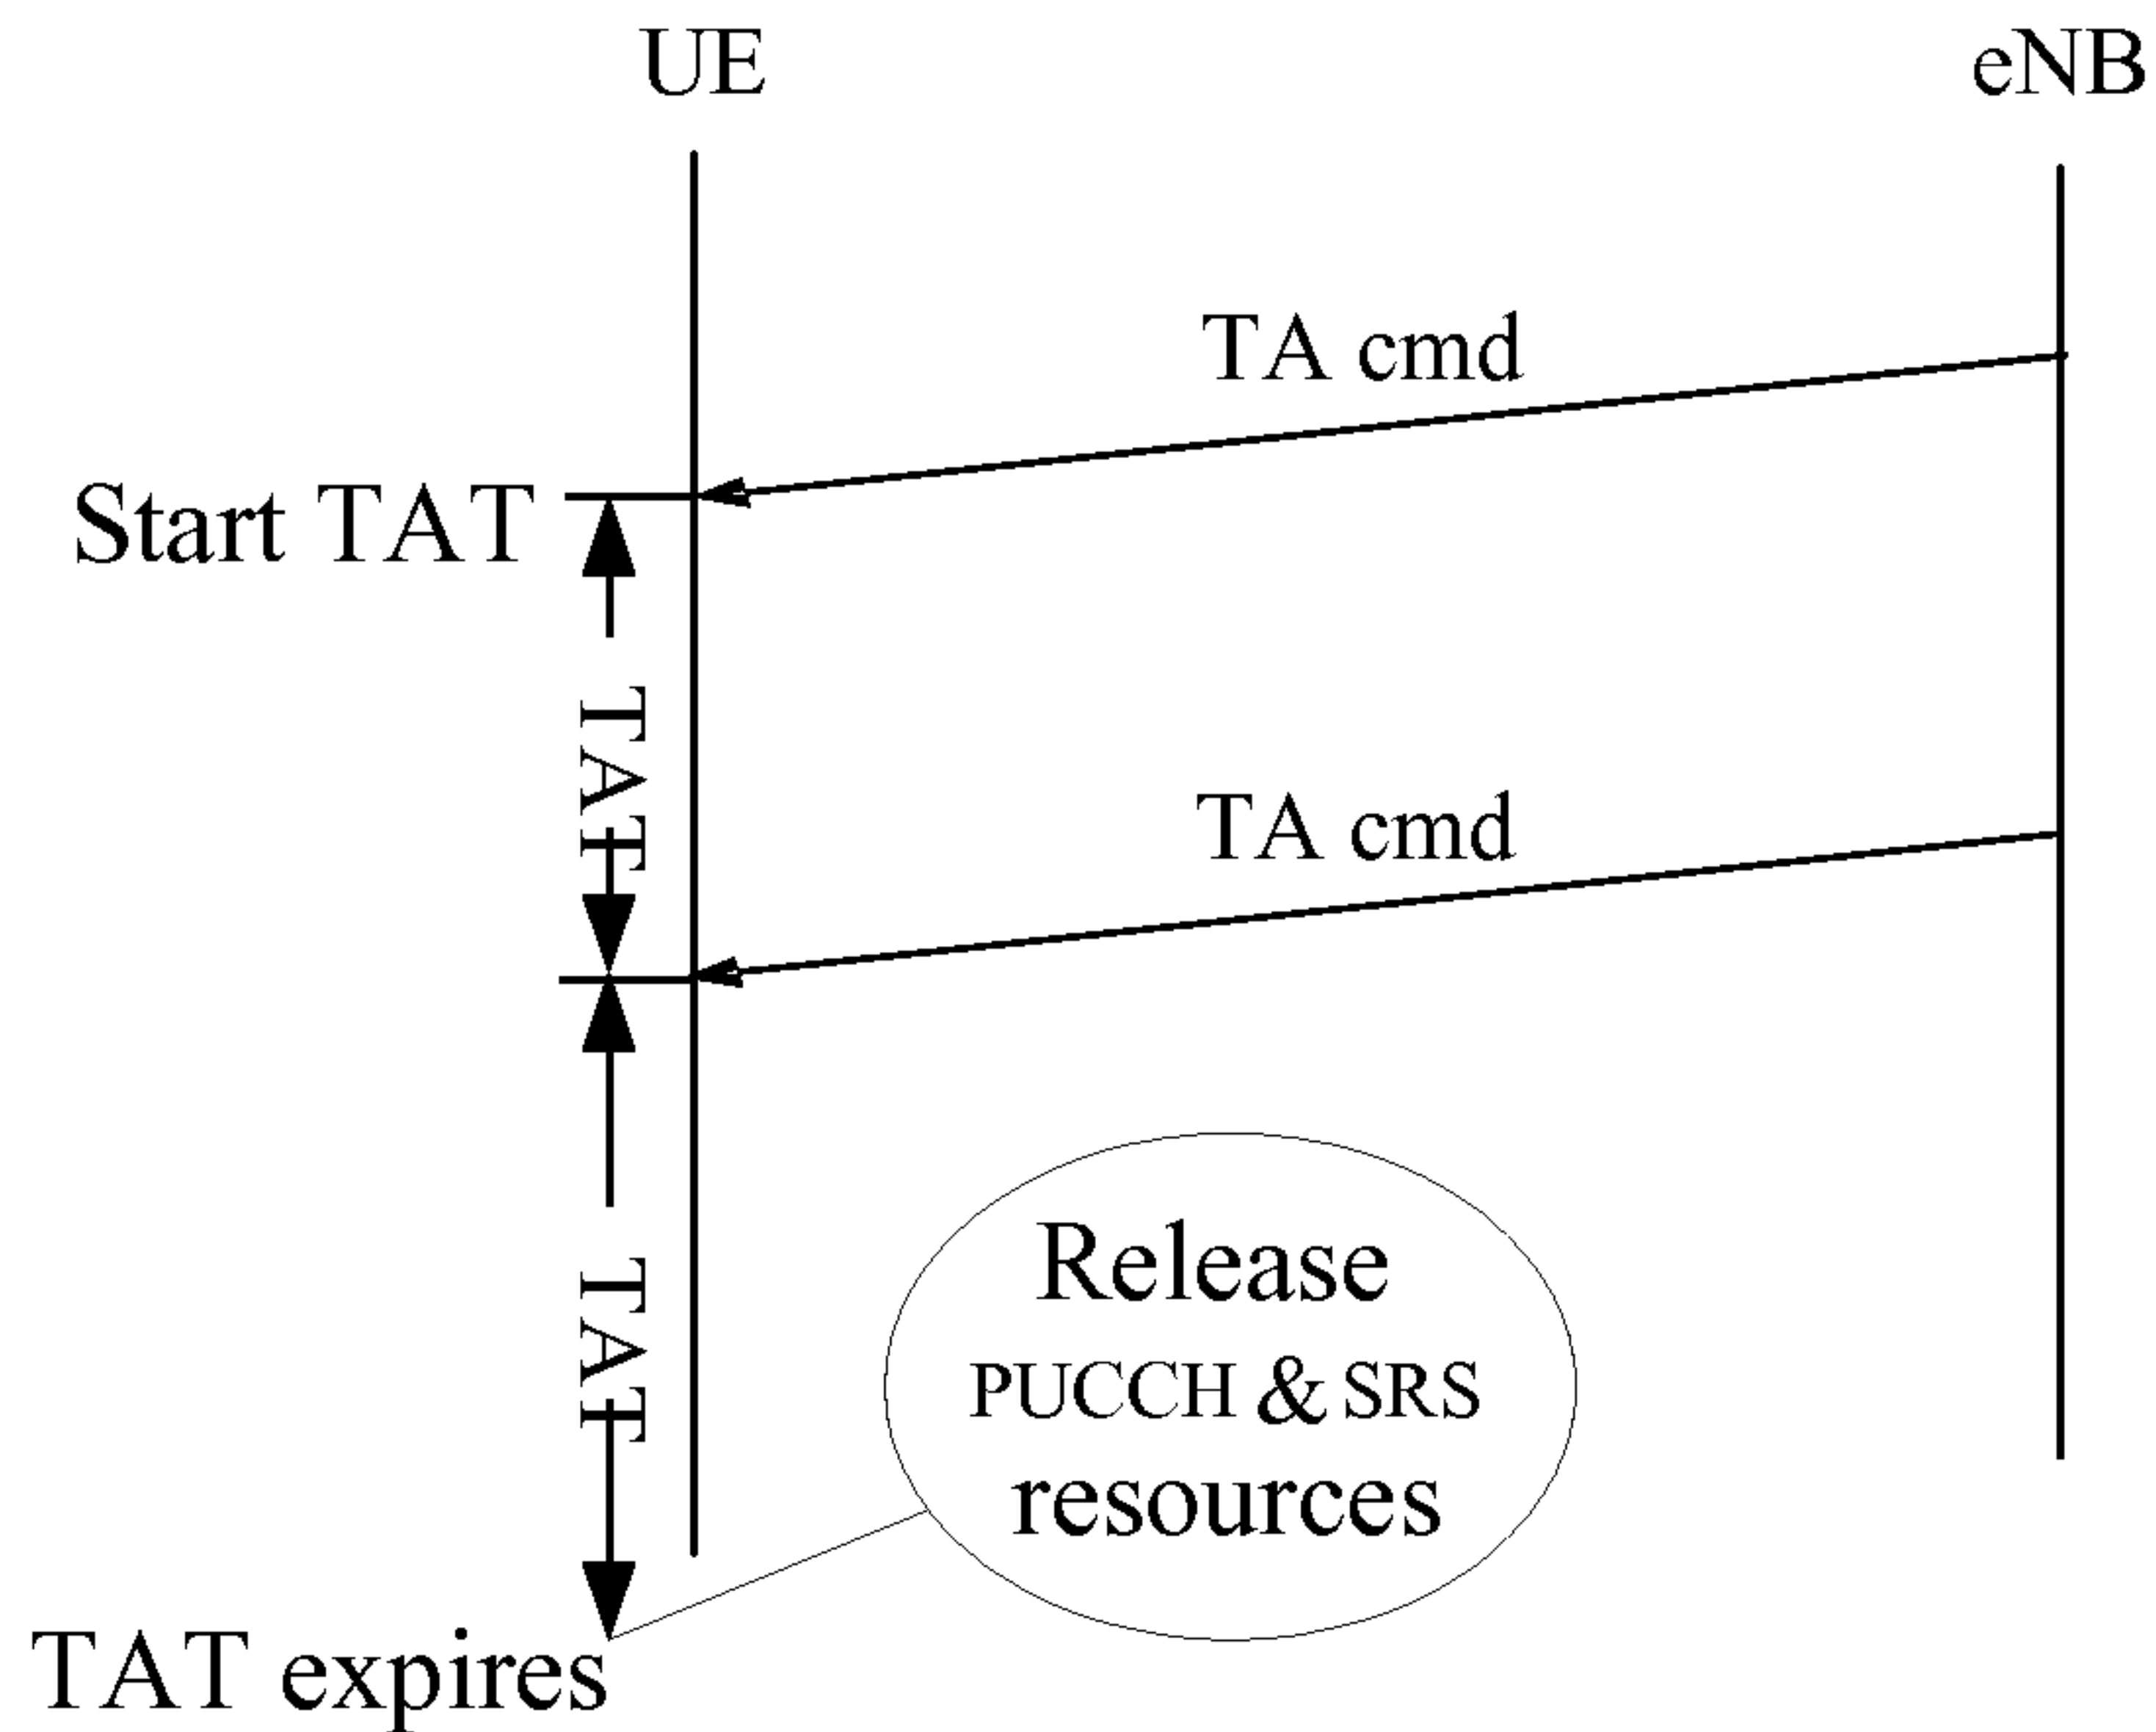 UE
eNB
TA cmd
Start TAT
TAT
TA cmd
TAT
Release
PUCCH & SRS
resources
TAT expires